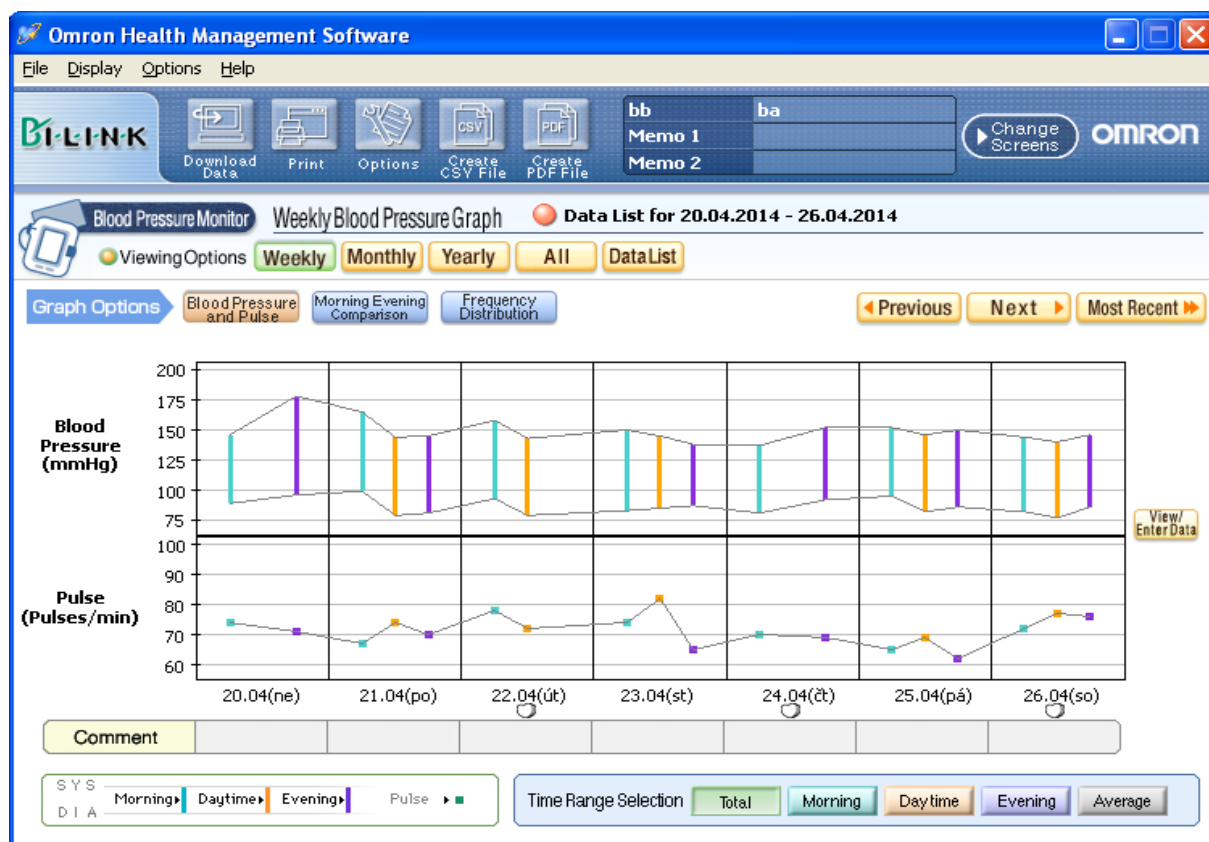 Omron Health Management Software
File Display Options Help
Bi-LINK
Download Data
Print
Options
Create CSV File
Create PDF File
CSV
PDF
bb ba
Memo 1
Memo 2
Change Screens
OMRON
Blood Pressure Monitor
Weekly Blood Pressure Graph
Data List for 20.04.2014 - 26.04.2014
Viewing Options Weekly Monthly Yearly All Data List
Graph Options
Blood Pressure and Pulse
Morning Evening Comparison
Frequency Distribution
Previous Next Most Recent
Blood
Pressure
(mmHg)
200
175
150
125
100
75
View/
Enter Data
Pulse
(Pulses/min)
100
90
80
70
60
20.04(ne) 21.04(po) 22.04(út) 23.04(st) 24.04(čt) 25.04(pá) 26.04(so)
Comment
SYS
Morning Daytime Evening Pulse
DIA
Time Range Selection Total Morning Daytime Evening Average